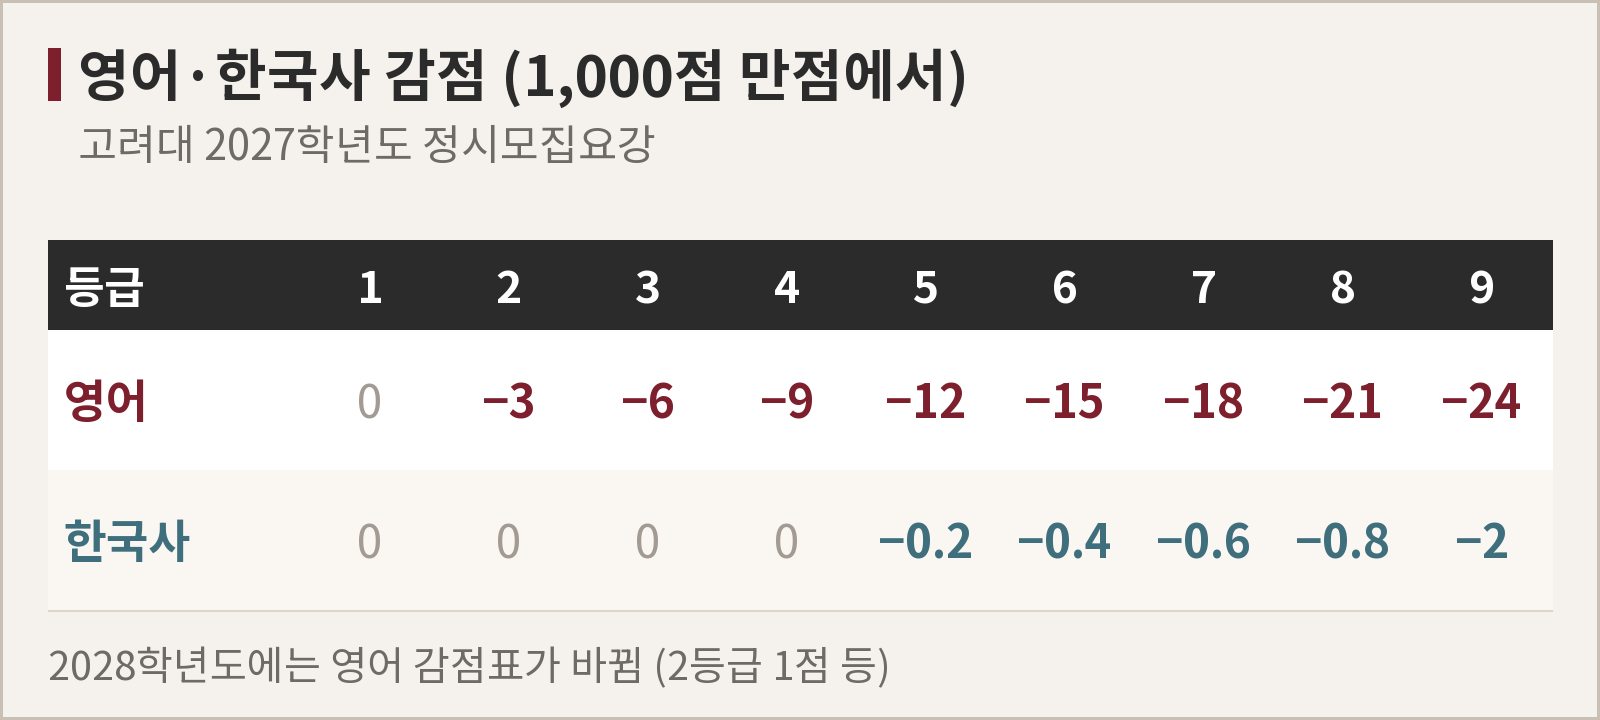 영어·한국사 감점 (1,000점 만점에서)
고려대 2027학년도 정시모집요강
등급 1 2 3 4 5 6 7 8 9
영어 0 −3 −6 −9 −12 −15 −18 −21 −24
한국사 0 0 0 0 −0.2 −0.4 −0.6 −0.8 −2
2028학년도에는 영어 감점표가 바뀜 (2등급 1점 등)